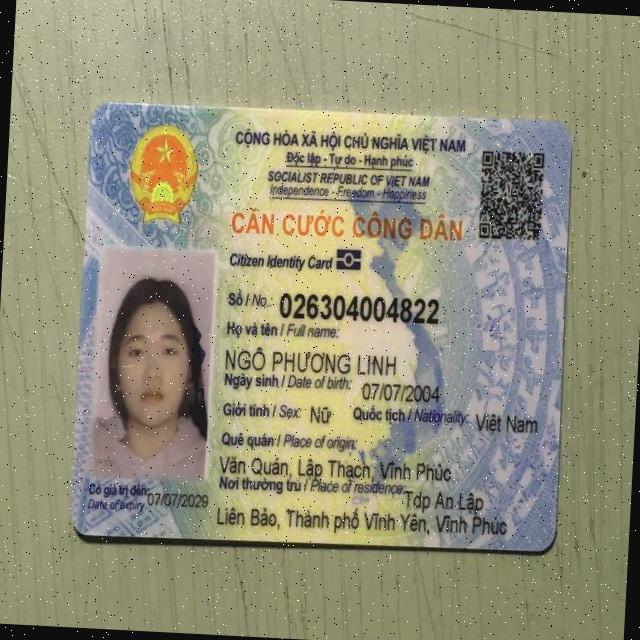 CỘNG HÒA XÃ HỘI CHỦ NGHĨA VIỆT NAM
Độc lập - Tự do - Hạnh phúc
SOCIALIST REPUBLIC OF VIET NAM
Independence - Freedom - Happiness
CĂN CƯỚC CÔNG DÂN
Citizen Identity Card
Số / No.: 026304004822
Họ và tên / Full name:
NGÔ PHƯƠNG LINH
Ngày sinh / Date of birth: 07/07/2004
Giới tính / Sex: Nữ Quốc tịch / Nationality: Việt Nam
Quê quán / Place of origin:
Văn Quán, Lập Thạch, Vĩnh Phúc
Nơi thường trú / Place of residence: Tdp An Lập
Liên Bảo, Thành phố Vĩnh Yên, Vĩnh Phúc
Có giá trị đến: 07/07/2029
Date of expiry